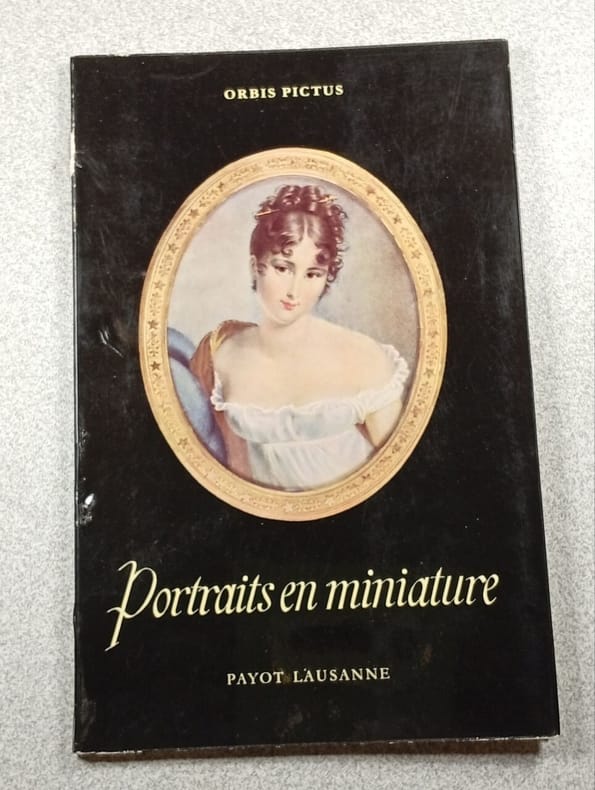 ORBIS PICTUS
Portraits en miniature
PAYOT LAUSANNE